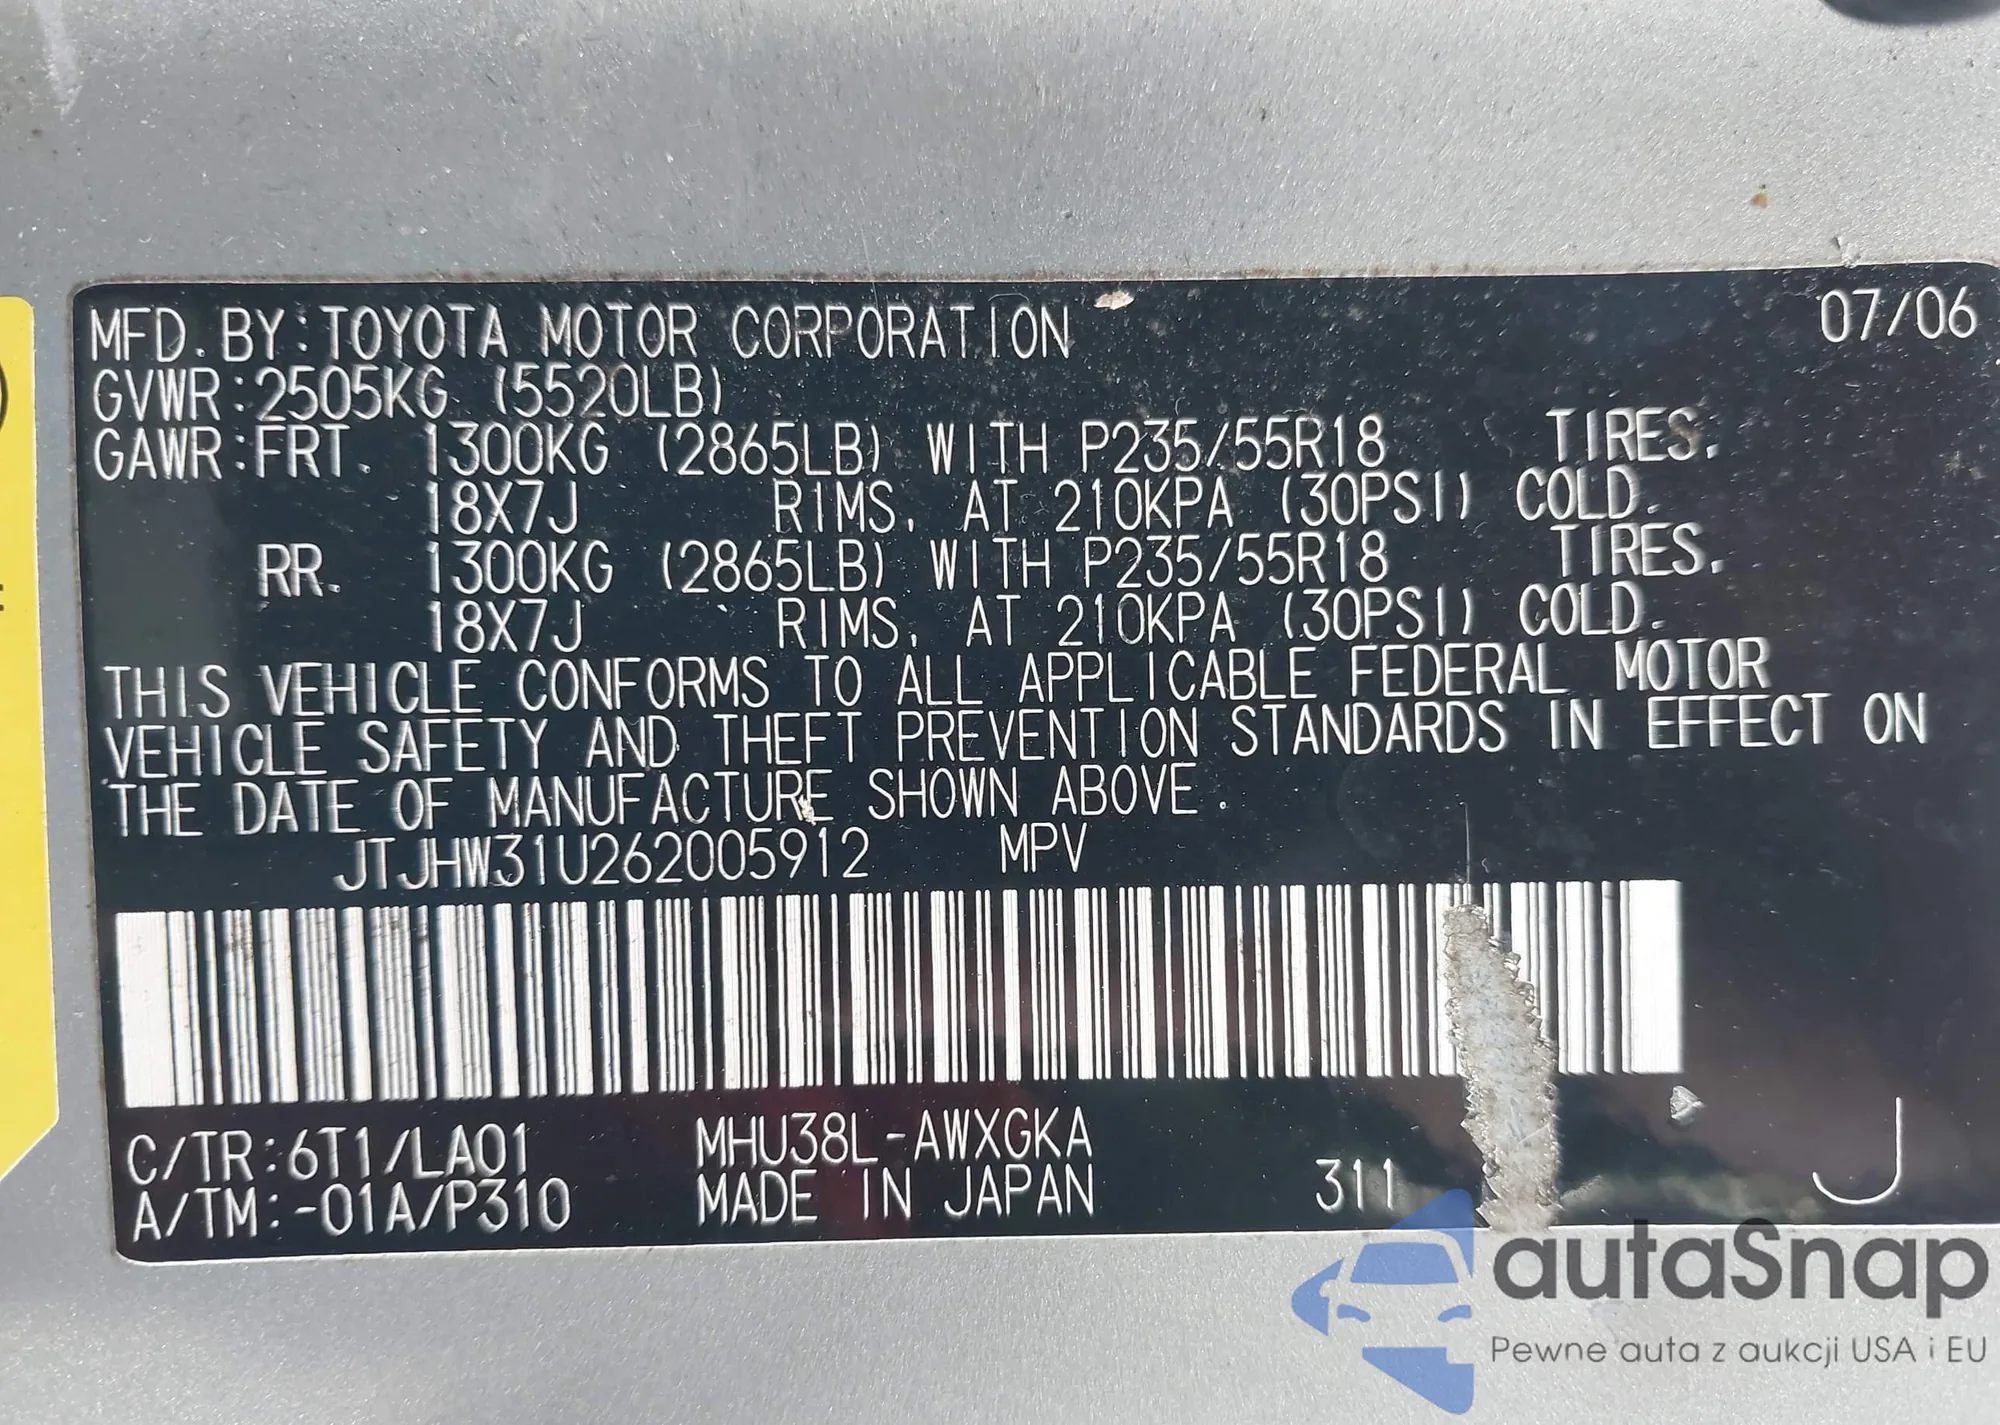 07/06
MFD.BY:TOYOTA MOTOR CORPORATION
GVWR:2505KG (5520LB)
GAWR:FRT. 1300KG (2865LB) WITH P235/55R18 TIRES.
18X7J RIMS, AT 210KPA (30PSI) COLD.
RR. 1300KG (2865LB) WITH P235/55R18 TIRES.
18X7J RIMS, AT 210KPA (30PSI) COLD.
THIS VEHICLE CONFORMS TO ALL APPLICABLE FEDERAL MOTOR
VEHICLE SAFETY AND THEFT PREVENTION STANDARDS IN EFFECT ON
THE DATE OF MANUFACTURE SHOWN ABOVE.
JTJHW31U262005912 MPV
C/TR:6T1/LA01 MHU38L-AWXGKA
A/TM:-01A/P310 MADE IN JAPAN 311 J
autaSnap
Pewne auta z aukcji USA i EU